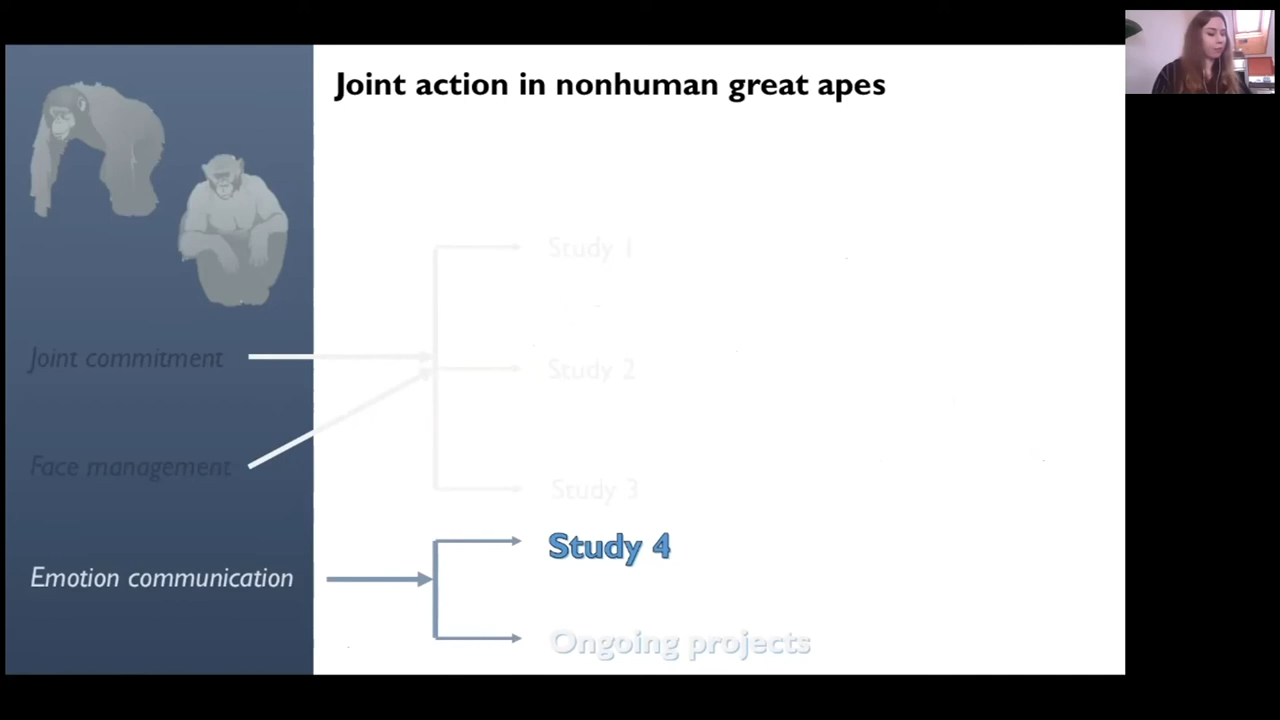 Joint action in nonhuman great apes
Study 1
Joint commitment
Study 2
Face management
Study 3
Study 4
Emotion communication
Ongoing projects